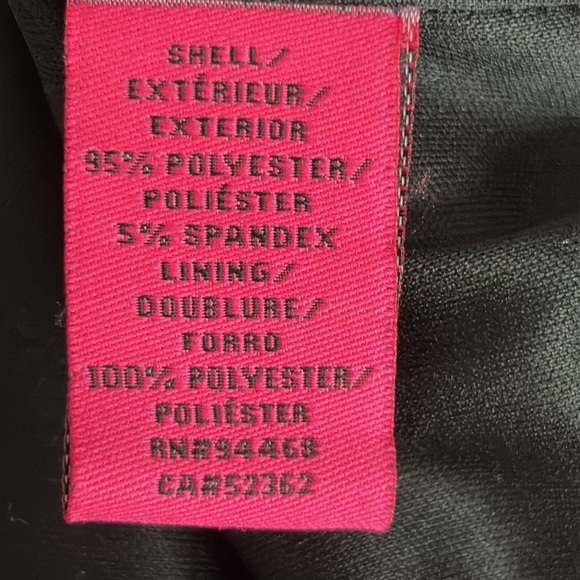 SHELL/
EXTÉRIEUR/
EXTERIOR
95% POLYESTER/
POLIÉSTER
5% SPANDEX
LINING/
DOUBLURE/
FORRO
100% POLYESTER/
POLIÉSTER
RN#94468
CA#52362